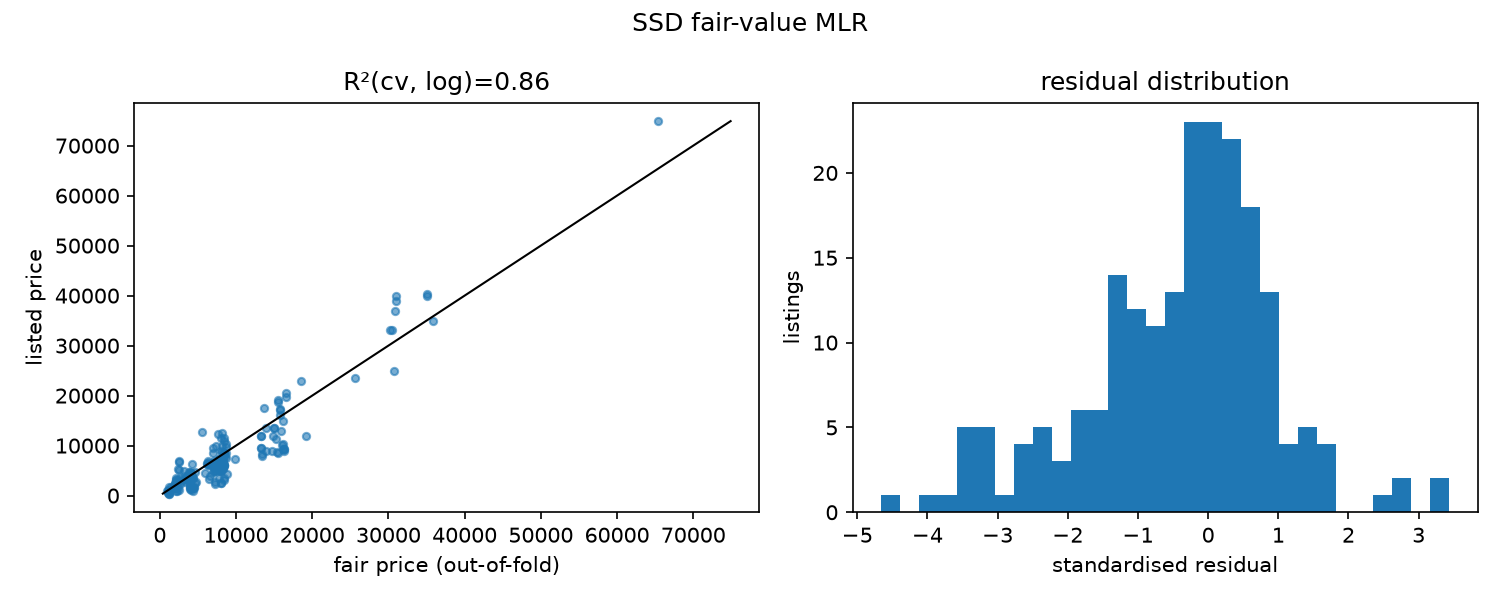 SSD fair-value MLR
R²(cv, log)=0.86
listed price
70000
60000
50000
40000
30000
20000
10000
0
0 10000 20000 30000 40000 50000 60000 70000
fair price (out-of-fold)
residual distribution
listings
20
15
10
5
0
−5 −4 −3 −2 −1 0 1 2 3
standardised residual